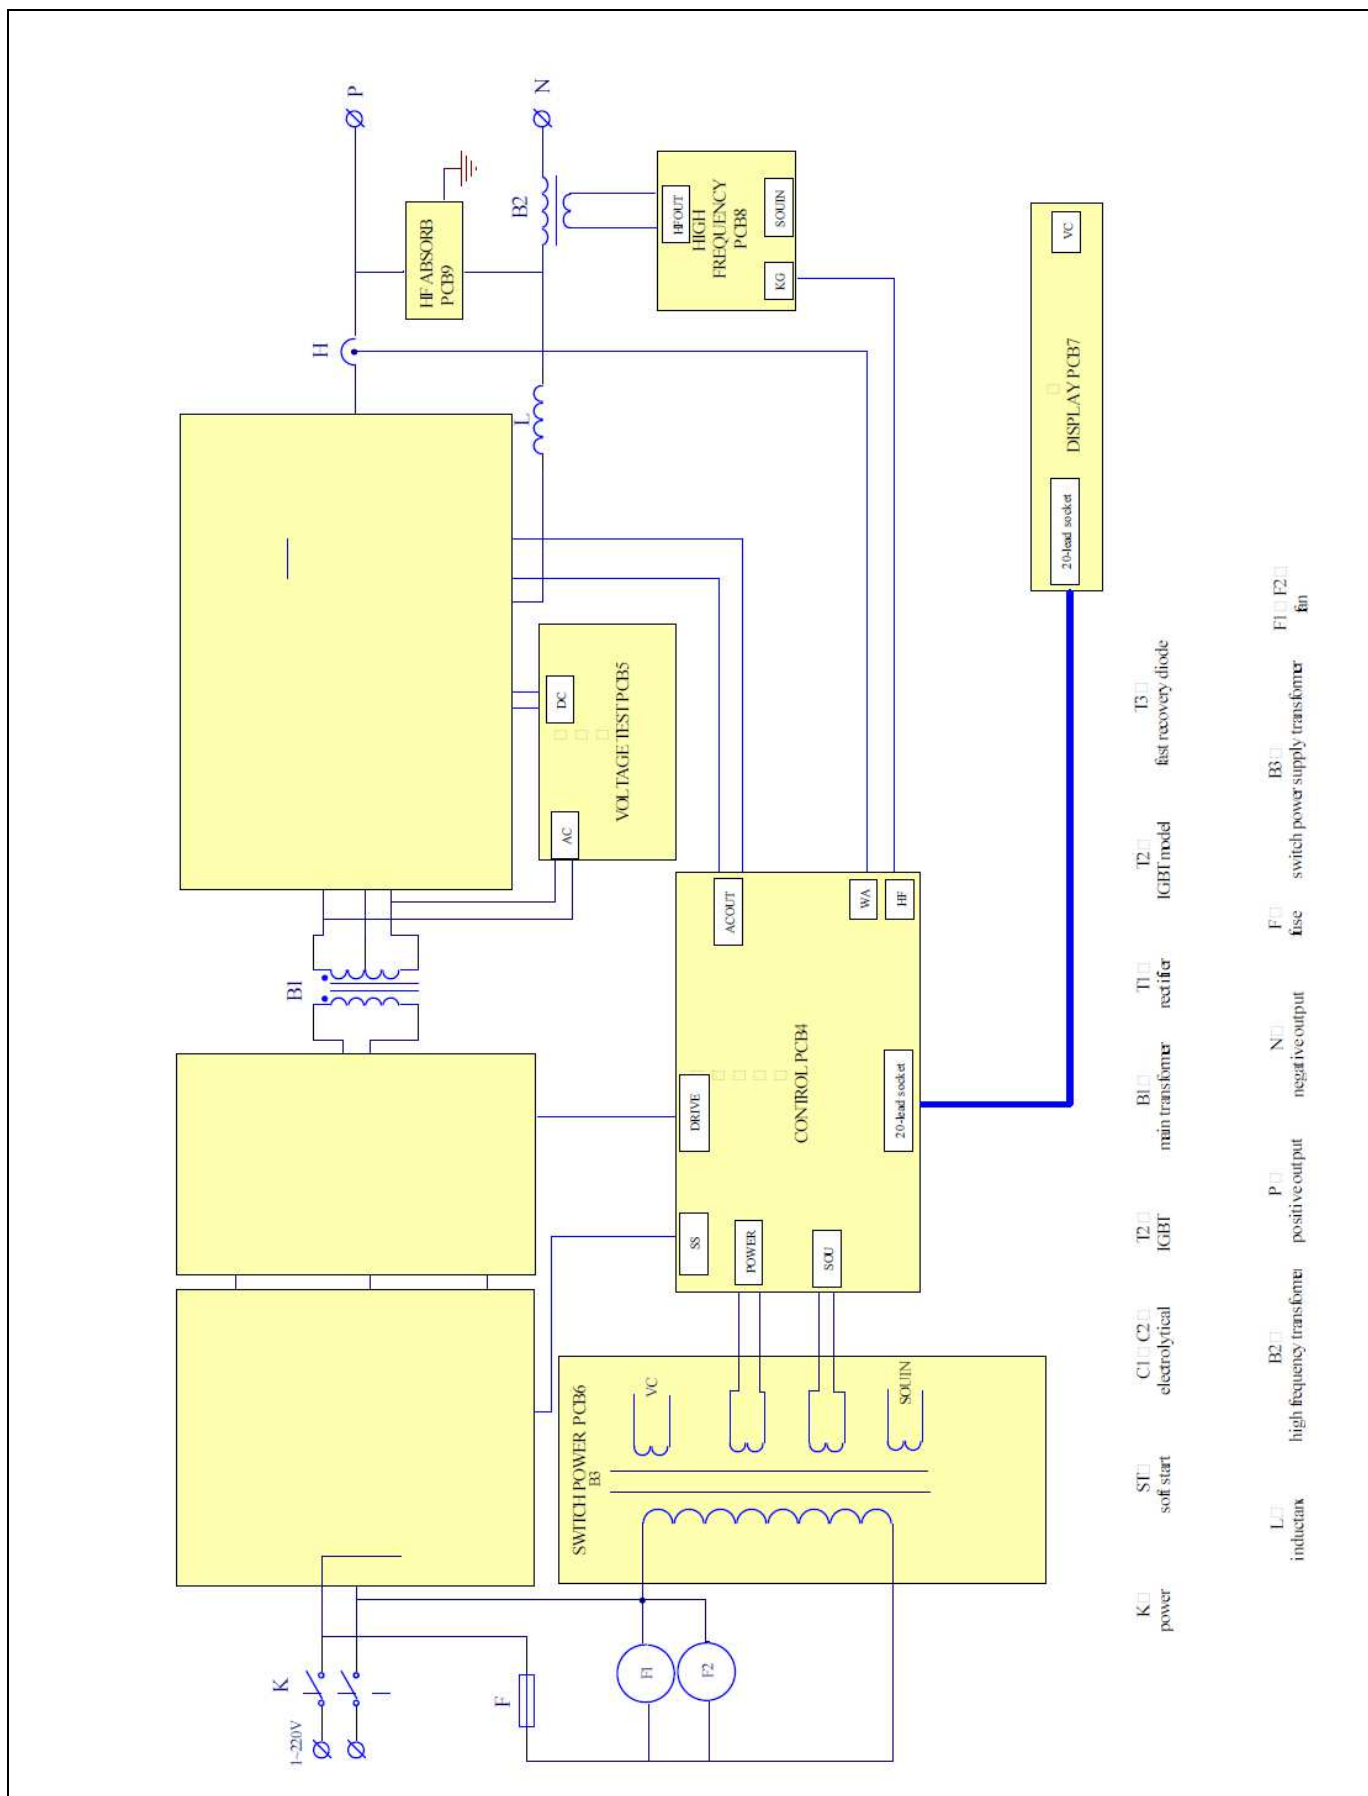 1~220V
K
F
F1
F2
SWITCH POWER PCB6
B3
VC
SOUIN
SS
POWER
SOU
DRIVE
CONTROL PCB4
20-lead socket
ACOUT
WA
HF
B1
AC
DC
VOLTAGE TEST PCB5
L
H
HF ABSORB
PCB9
P
N
B2
HFOUT
HIGH
FREQUENCY
PCB8
KG
SOUIN
20-lead socket
DISPLAY PCB7
VC
K□ ST□ C1□C2□ T2□ B1□ T1□ T2□ T3□
power soft start electrolytical IGBT main transformer rectifier IGBT model fast recovery diode
L□ B2□ P□ N□ F□ B3□ F1□F2□
inductanc high frequency transformer positive output negative output fuse switch power supply transformer fan